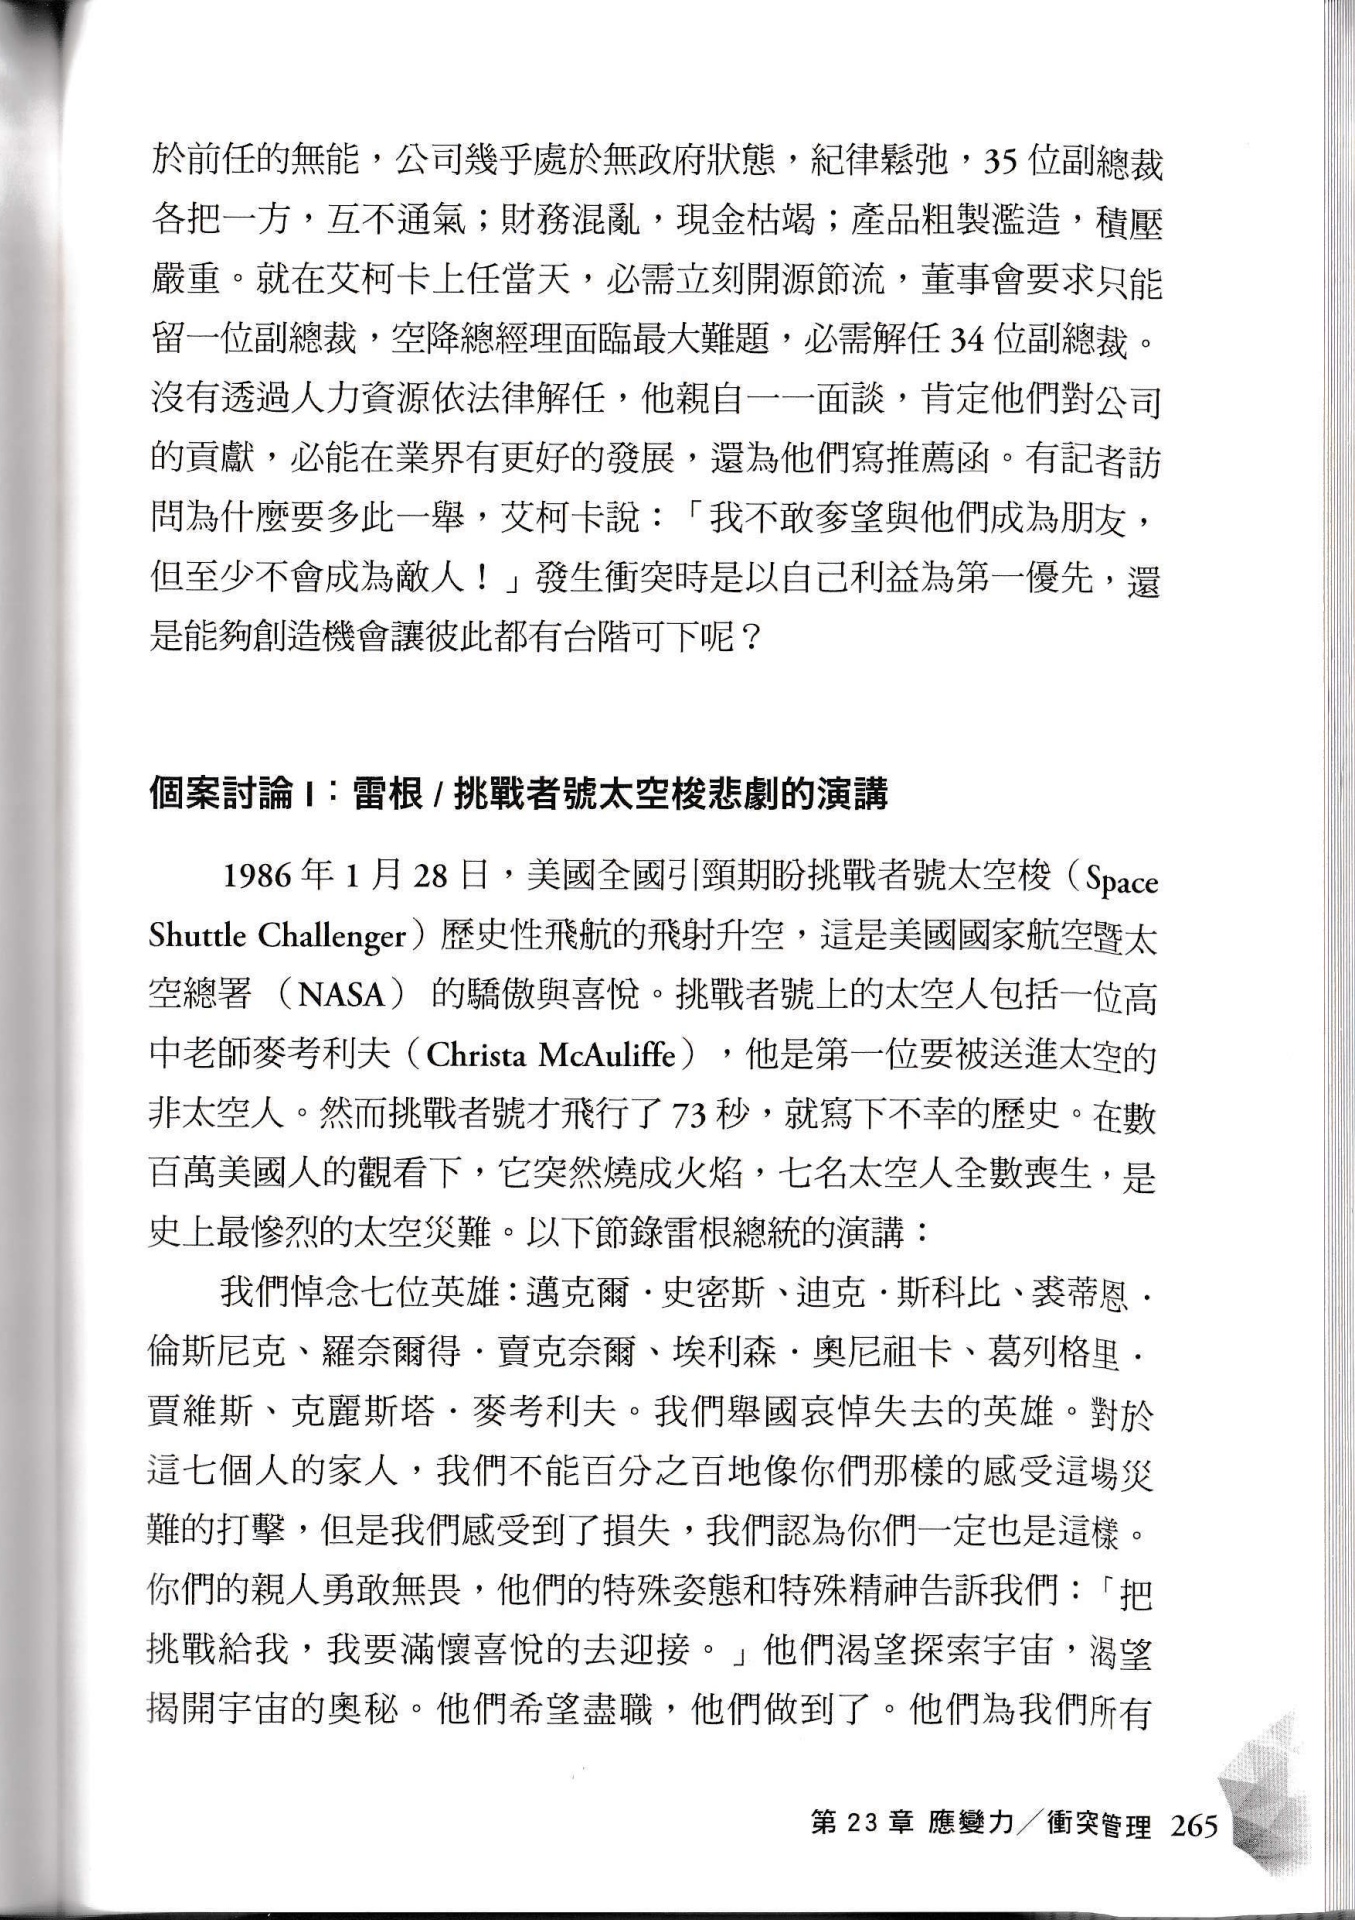 於前任的無能，公司幾乎處於無政府狀態，紀律鬆弛，35 位副總裁
各把一方，互不通氣；財務混亂，現金枯竭；產品粗製濫造，積壓
嚴重。就在艾柯卡上任當天，必需立刻開源節流，董事會要求只能
留一位副總裁，空降總經理面臨最大難題，必需解任 34 位副總裁。
沒有透過人力資源依法律解任，他親自一一面談，肯定他們對公司
的貢獻，必能在業界有更好的發展，還為他們寫推薦函。有記者訪
問為什麼要多此一舉，艾柯卡說：「我不敢奓望與他們成為朋友，
但至少不會成為敵人！」發生衝突時是以自己利益為第一優先，還
是能夠創造機會讓彼此都有台階可下呢？
個案討論 I：雷根 / 挑戰者號太空梭悲劇的演講
1986 年 1 月 28 日，美國全國引頸期盼挑戰者號太空梭（Space
Shuttle Challenger）歷史性飛航的飛射升空，這是美國國家航空暨太
空總署 （NASA） 的驕傲與喜悅。挑戰者號上的太空人包括一位高
中老師麥考利夫（Christa McAuliffe），他是第一位要被送進太空的
非太空人。然而挑戰者號才飛行了 73 秒，就寫下不幸的歷史。在數
百萬美國人的觀看下，它突然燒成火焰，七名太空人全數喪生，是
史上最慘烈的太空災難。以下節錄雷根總統的演講：
我們悼念七位英雄：邁克爾．史密斯、迪克．斯科比、裘蒂恩．
倫斯尼克、羅奈爾得．賣克奈爾、埃利森．奧尼祖卡、葛列格里．
賈維斯、克麗斯塔．麥考利夫。我們舉國哀悼失去的英雄。對於
這七個人的家人，我們不能百分之百地像你們那樣的感受這場災
難的打擊，但是我們感受到了損失，我們認為你們一定也是這樣。
你們的親人勇敢無畏，他們的特殊姿態和特殊精神告訴我們：「把
挑戰給我，我要滿懷喜悅的去迎接。」他們渴望探索宇宙，渴望
揭開宇宙的奧秘。他們希望盡職，他們做到了。他們為我們所有
第 23 章 應變力／衝突管理 265